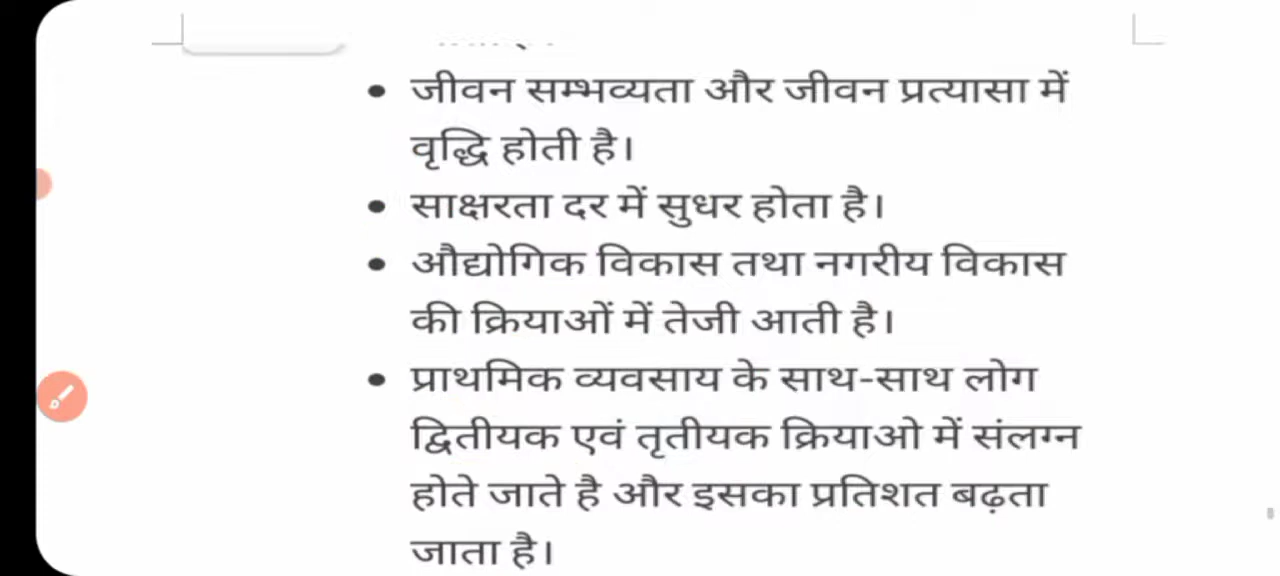 • जीवन सम्भव्यता और जीवन प्रत्यासा में
वृद्धि होती है।
• साक्षरता दर में सुधर होता है।
• औद्योगिक विकास तथा नगरीय विकास
की क्रियाओं में तेजी आती है।
• प्राथमिक व्यवसाय के साथ-साथ लोग
द्वितीयक एवं तृतीयक क्रियाओ में संलग्न
होते जाते है और इसका प्रतिशत बढ़ता
जाता है।